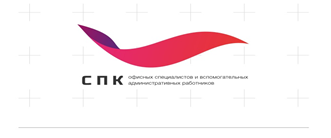 СПК офисных специалистов и вспомогательных
административных работников